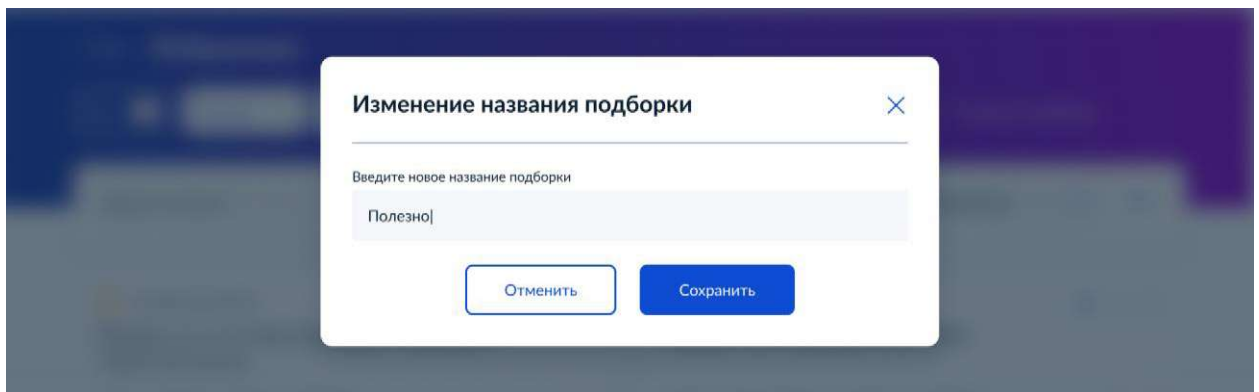 Изменение названия подборки
Введите новое название подборки
Полезно
Отменить
Сохранить